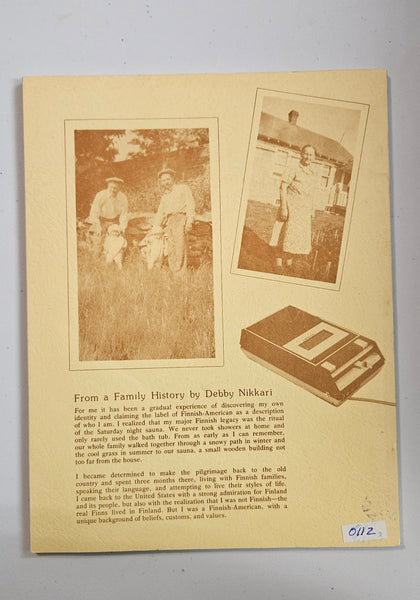 From a Family History by Debby Nikkari
For me it has been a gradual experience of discovering my own
identity and claiming the label of Finnish-American as a description
of who I am. I realized that my major Finnish legacy was the ritual
of the Saturday night sauna. We never took showers at home and
only rarely used the bath tub. From as early as I can remember,
our whole family walked together through a snowy path in winter and
the cool grass in summer to our sauna, a small wooden building not
too far from the house.
I became determined to make the pilgrimage back to the old
country and spent three months there, living with Finnish families,
speaking their language, and attempting to live their styles of life.
I came back to the United States with a strong admiration for Finland
and its people, but also with the realization that I was not Finnish—the
real Finns lived in Finland. But I was a Finnish-American, with a
unique background of beliefs, customs, and values.
0112